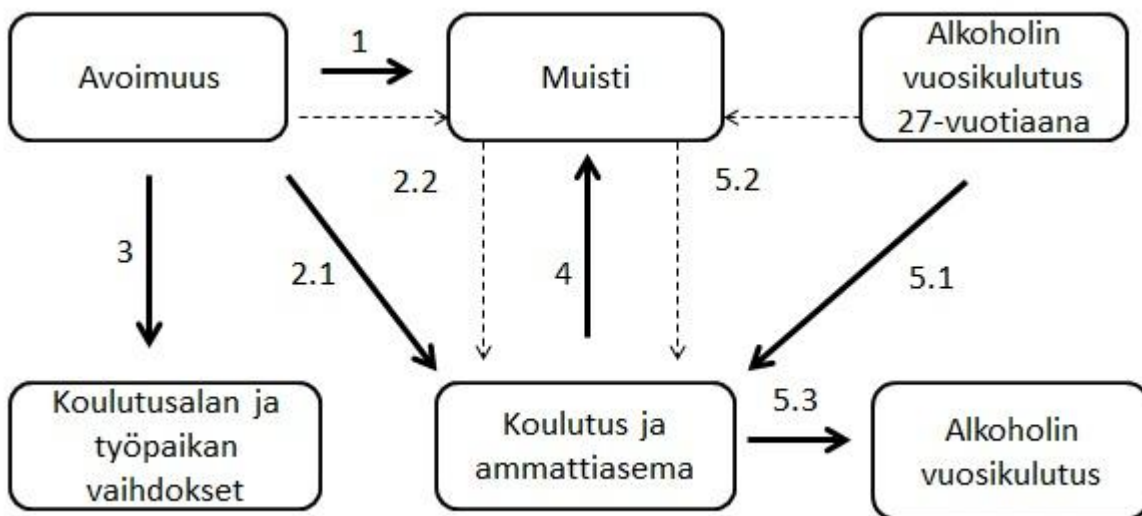 Avoimuus
1
Muisti
Alkoholin
vuosikulutus
27-vuotiaana
2.2
5.2
3
2.1
4
5.1
Koulutusalan ja
työpaikan
vaihdokset
Koulutus ja
ammattiasema
5.3
Alkoholin
vuosikulutus